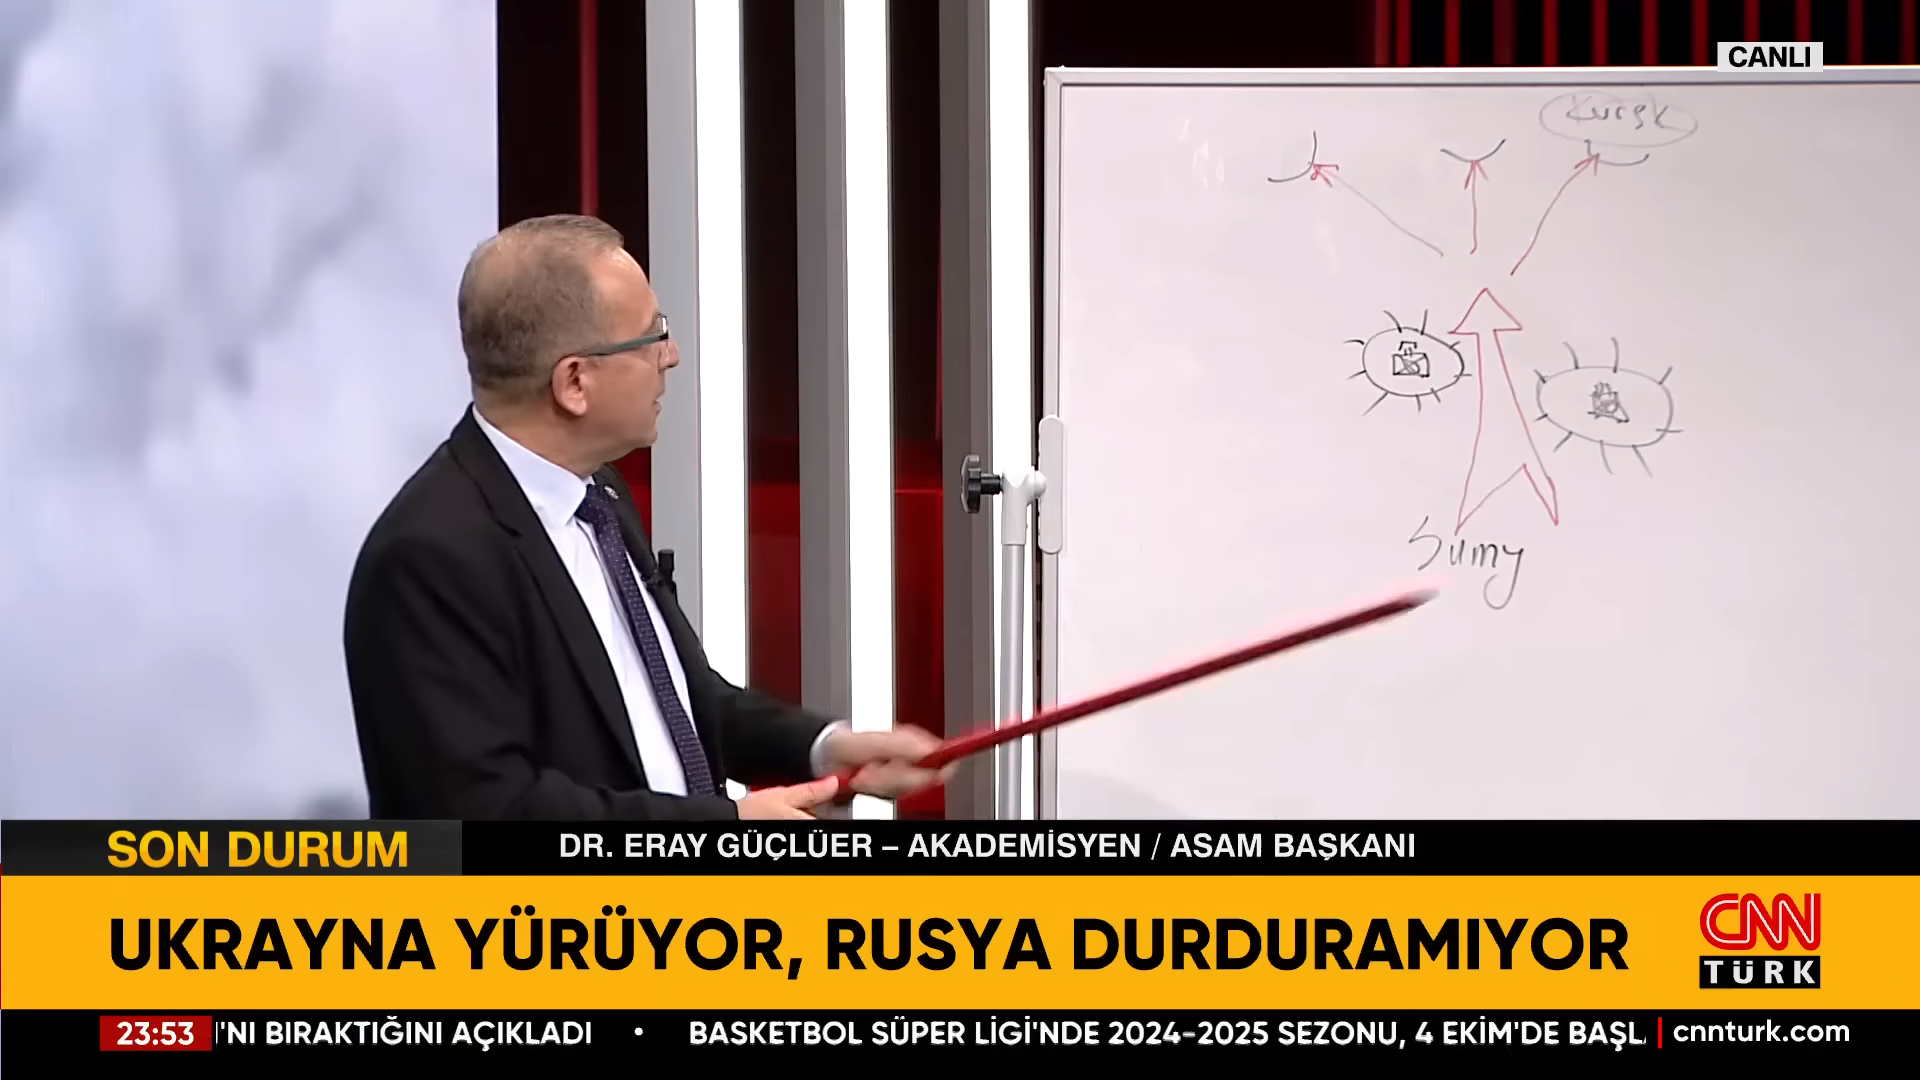 CANLI
Kursk
Sumy
SON DURUM
DR. ERAY GÜÇLÜER – AKADEMİSYEN / ASAM BAŞKANI
UKRAYNA YÜRÜYOR, RUSYA DURDURAMIYOR
CNN
TÜRK
23:53 'NI BIRAKTIĞINI AÇIKLADI • BASKETBOL SÜPER LİGİ'NDE 2024-2025 SEZONU, 4 EKİM'DE BAŞL cnnturk.com